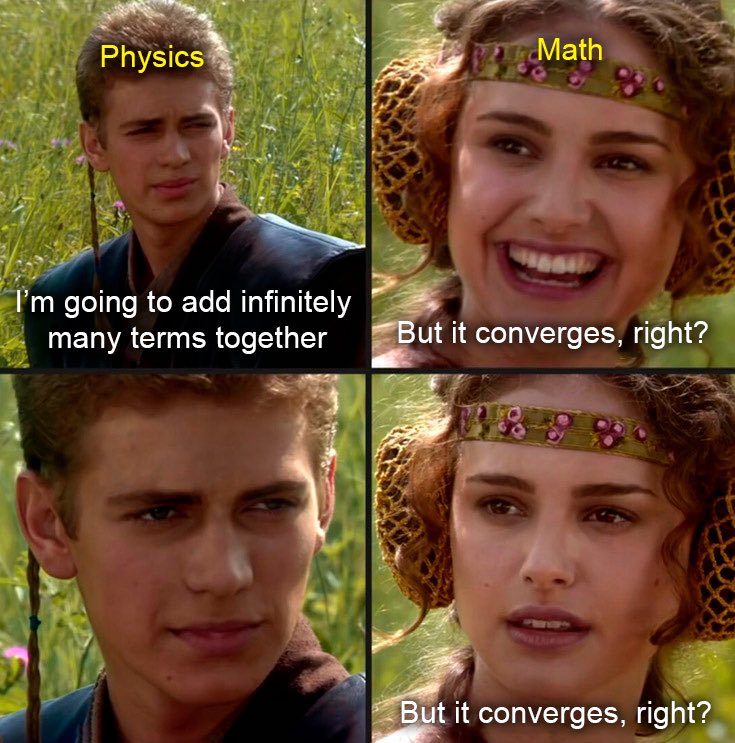 Physics
Math
I'm going to add infinitely
many terms together
But it converges, right?
But it converges, right?